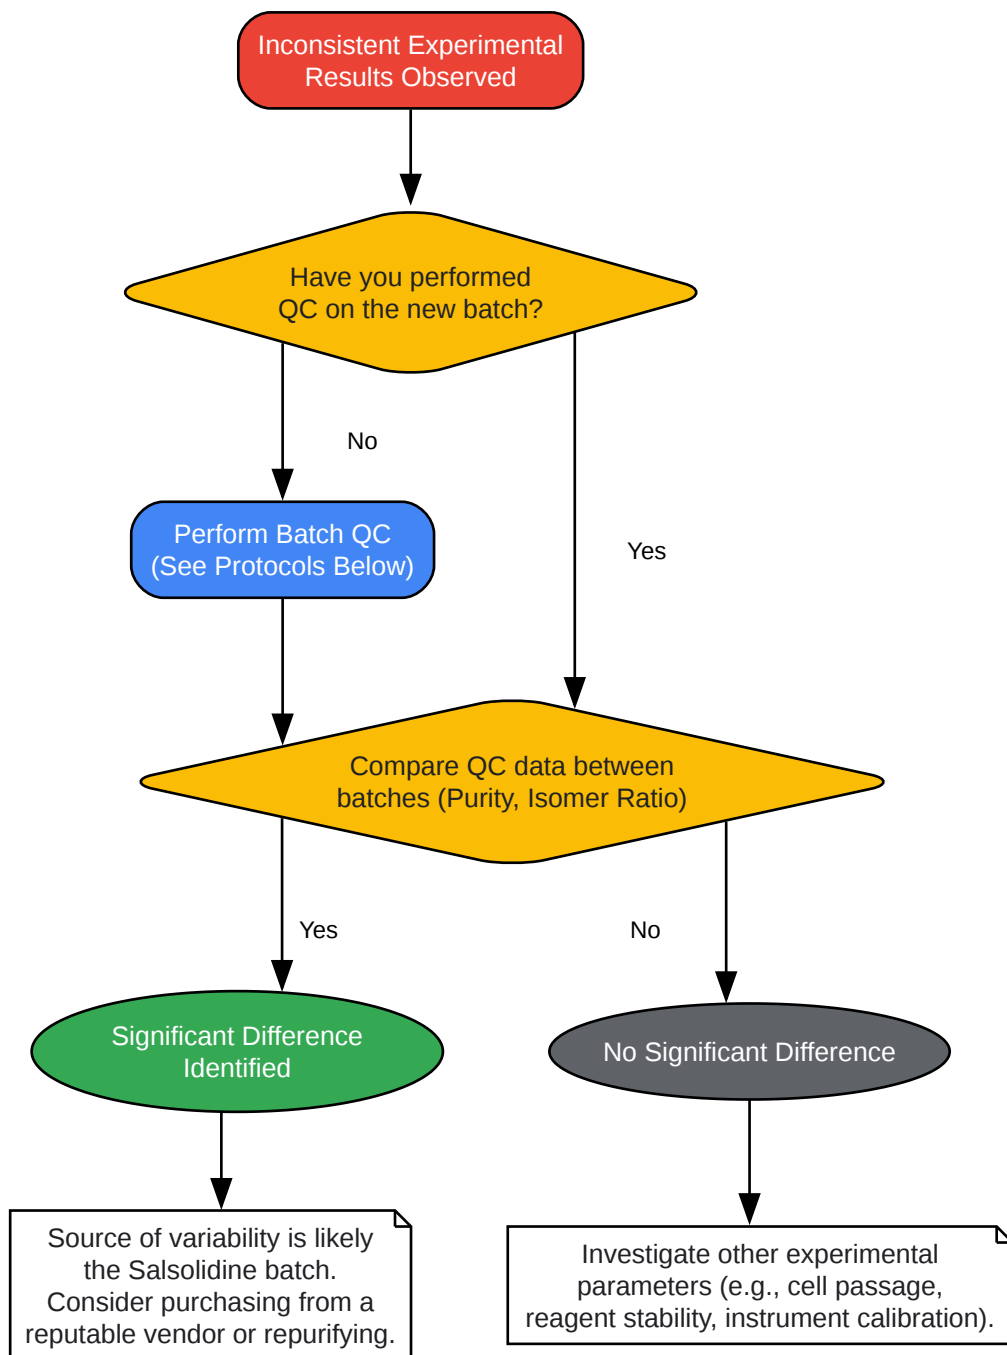 Inconsistent Experimental
Results Observed
Have you performed
QC on the new batch?
No
Perform Batch QC
(See Protocols Below)
Yes
Compare QC data between
batches (Purity, Isomer Ratio)
Yes
No
Significant Difference
Identified
No Significant Difference
Source of variability is likely
the Salsolidine batch.
Consider purchasing from a
reputable vendor or repurifying.
Investigate other experimental
parameters (e.g., cell passage,
reagent stability, instrument calibration).